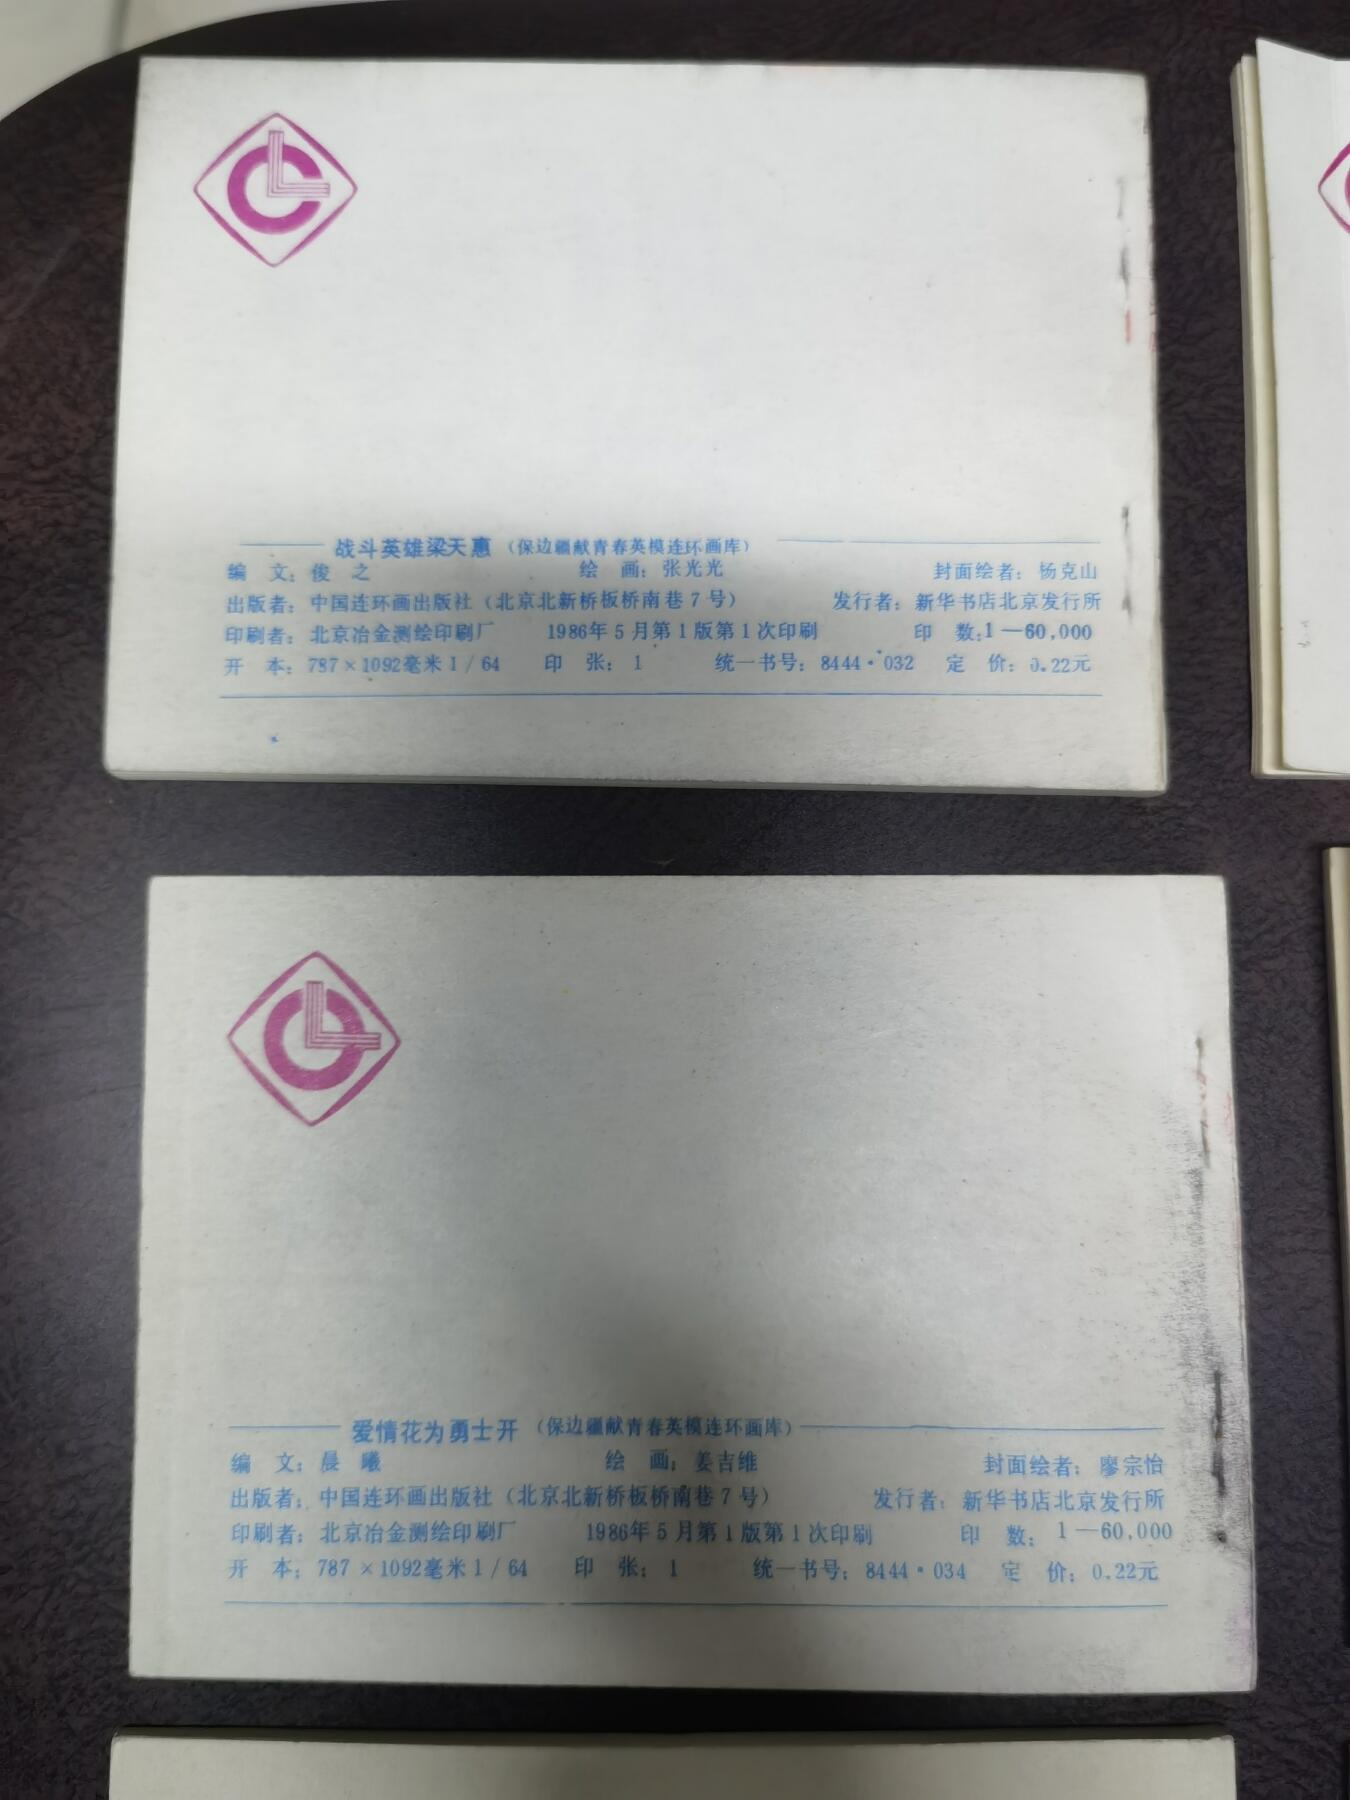 战斗英雄梁天惠（保边疆献青春英模连环画库）
编 文：俊 之 绘 画：张光光 封面绘者：杨克山
出版者：中国连环画出版社（北京北新桥板桥南巷7号） 发行者：新华书店北京发行所
印刷者：北京冶金测绘印刷厂 1986年5月第1版第1次印刷 印 数：1—60,000
开 本：787×1092毫米1/64 印 张：1 统一书号：8444·032 定 价：0.22元
爱情花为勇士开（保边疆献青春英模连环画库）
编 文：晨 曦 绘 画：姜吉维 封面绘者：廖宗怡
出版者：中国连环画出版社（北京北新桥板桥南巷7号） 发行者：新华书店北京发行所
印刷者：北京冶金测绘印刷厂 1986年5月第1版第1次印刷 印 数：1—60,000
开 本：787×1092毫米1/64 印 张：1 统一书号：8444·034 定 价：0.22元